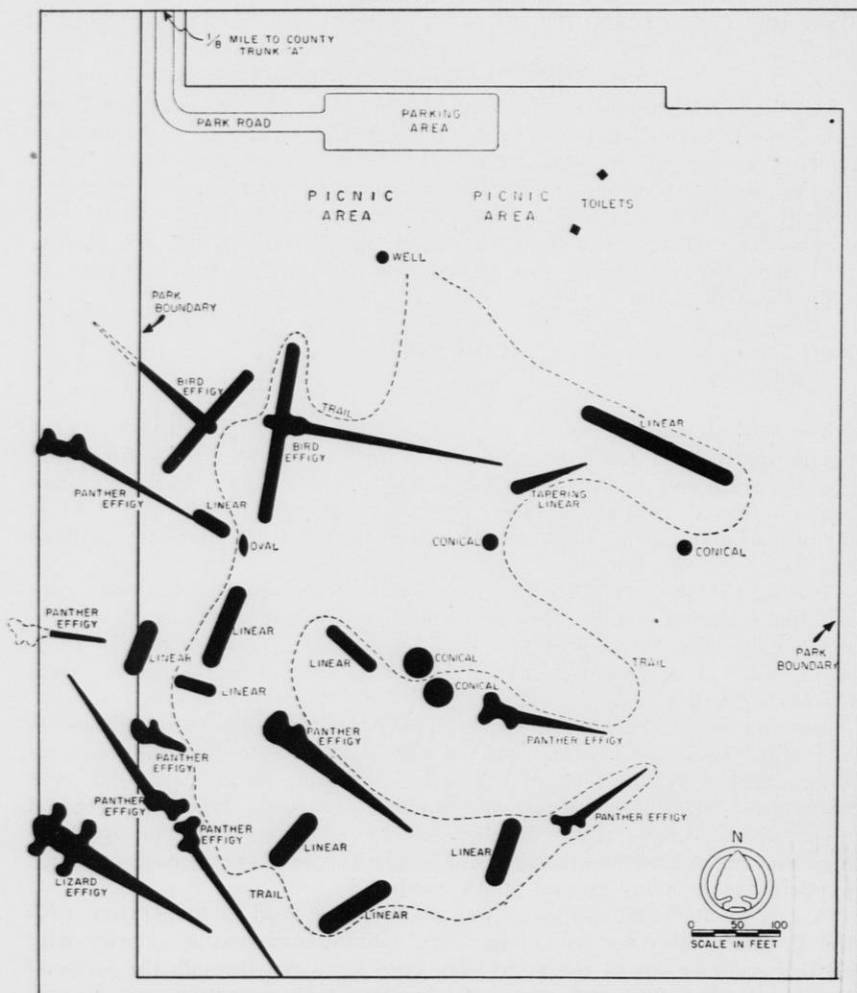 1/8 MILE TO COUNTY
TRUNK "A"
PARK ROAD
PARKING
AREA
PICNIC
AREA
PICNIC
AREA
TOILETS
WELL
PARK
BOUNDARY
BIRD
EFFIGY
TRAIL
BIRD
EFFIGY
LINEAR
PANTHER
EFFIGY
LINEAR
TAPERING
LINEAR
OVAL
CONICAL
CONICAL
PANTHER
EFFIGY
LINEAR
LINEAR
LINEAR
CONICAL
CONICAL
TRAIL
PARK
BOUNDARY
LINEAR
PANTHER
EFFIGY
PANTHER
EFFIGY
PANTHER EFFIGY
PANTHER
EFFIGY
PANTHER
EFFIGY
PANTHER EFFIGY
LINEAR
LINEAR
LIZARD
EFFIGY
TRAIL
LINEAR
N
0 50 100
SCALE IN FEET